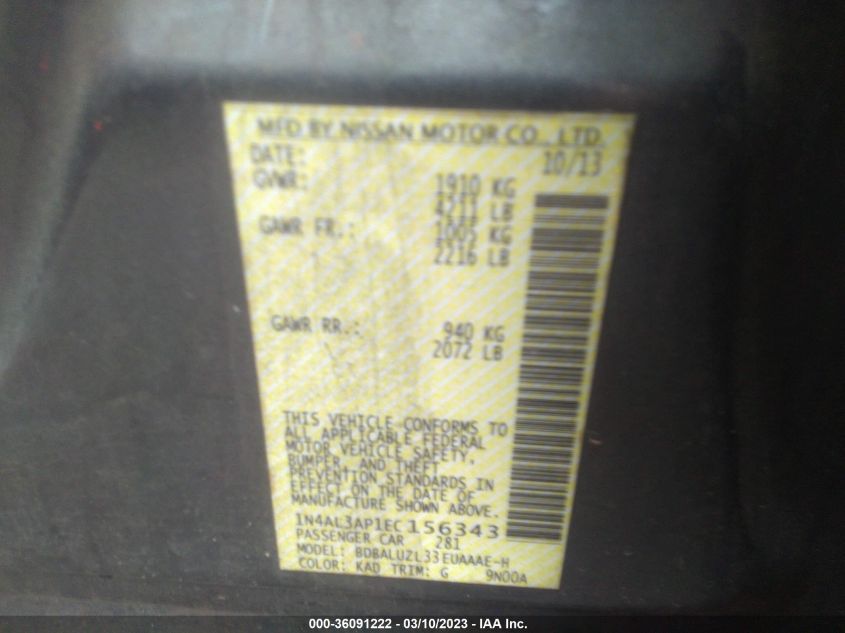 MFD BY NISSAN MOTOR CO., LTD.
DATE: 10/13
GVWR: 1910 KG
4211 LB
GAWR FR.: 1005 KG
2216 LB
GAWR RR.: 940 KG
2072 LB
THIS VEHICLE CONFORMS TO
ALL APPLICABLE FEDERAL
MOTOR VEHICLE SAFETY,
BUMPER, AND THEFT
PREVENTION STANDARDS IN
EFFECT ON THE DATE OF
MANUFACTURE SHOWN ABOVE.
1N4AL3AP1EC156343
PASSENGER CAR 281
MODEL: BDBALUZL33EUAAAE-H
COLOR: KAD TRIM: G 9N00A
000-36091222 - 03/10/2023 - IAA Inc.